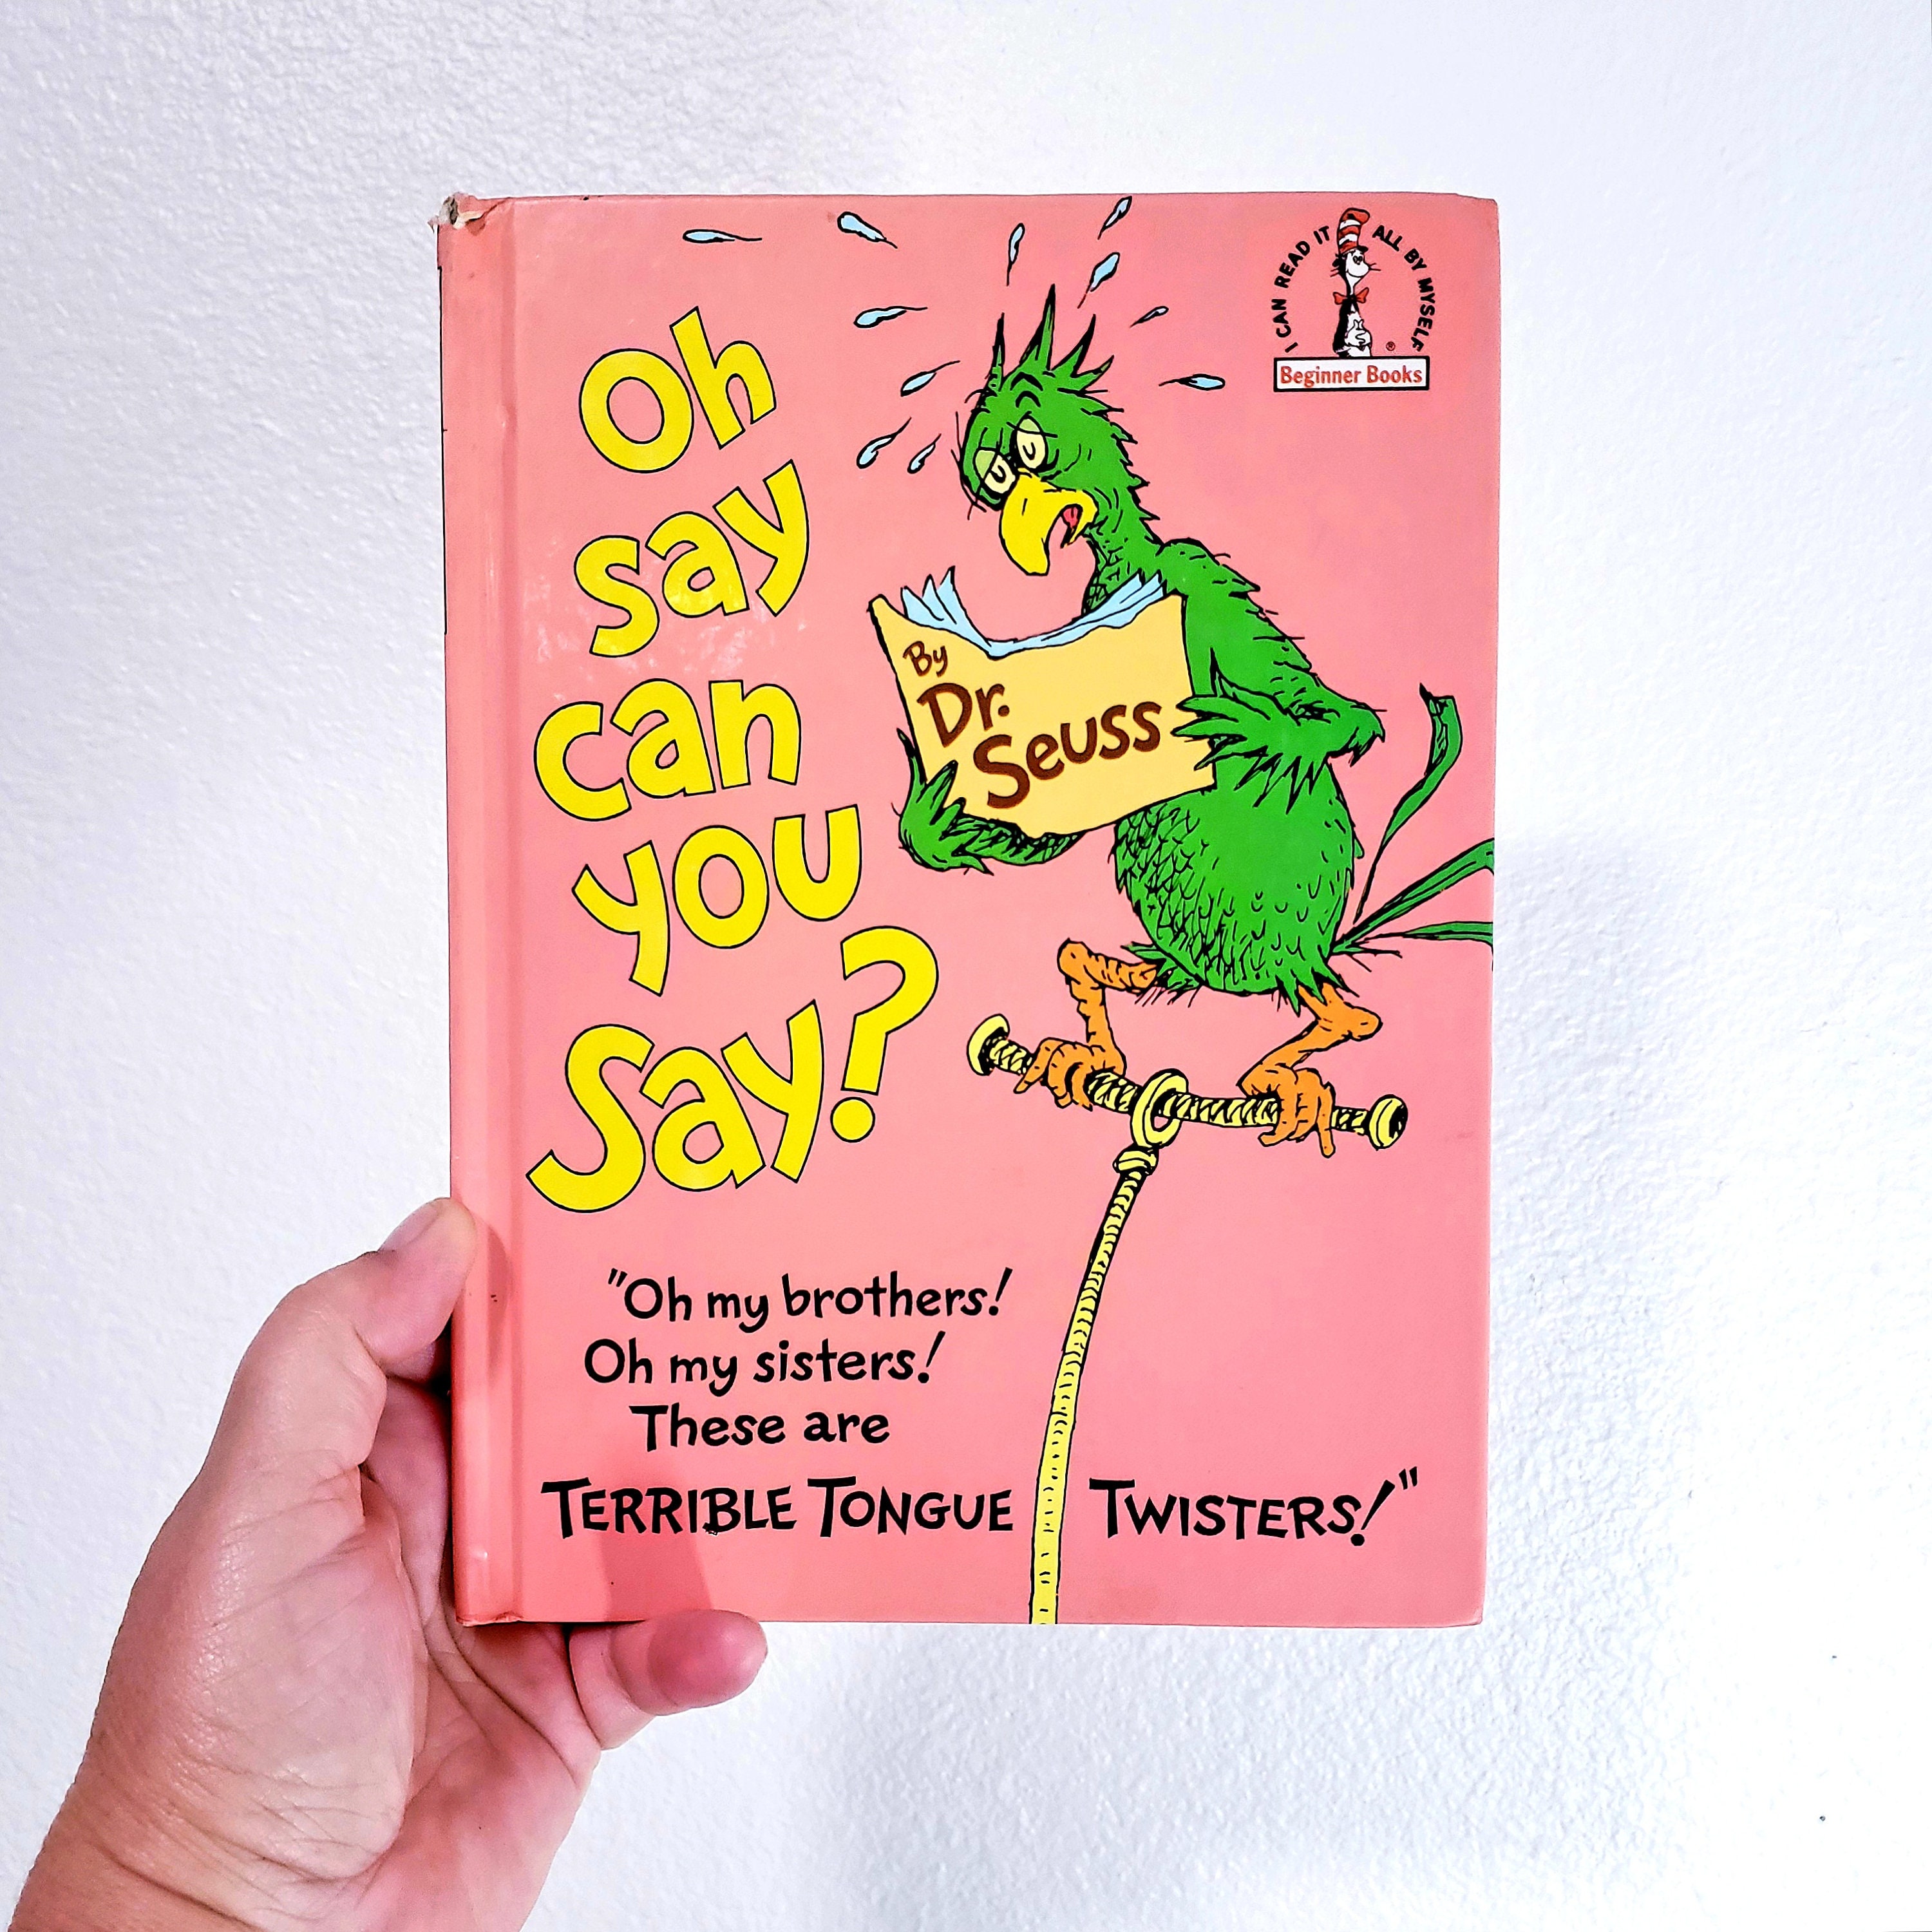 I CAN READ IT ALL BY MYSELF
®
Beginner Books
Oh
say
can
you
say?
By
Dr.
Seuss
"Oh my brothers!
Oh my sisters!
These are
TERRIBLE TONGUE TWISTERS!"